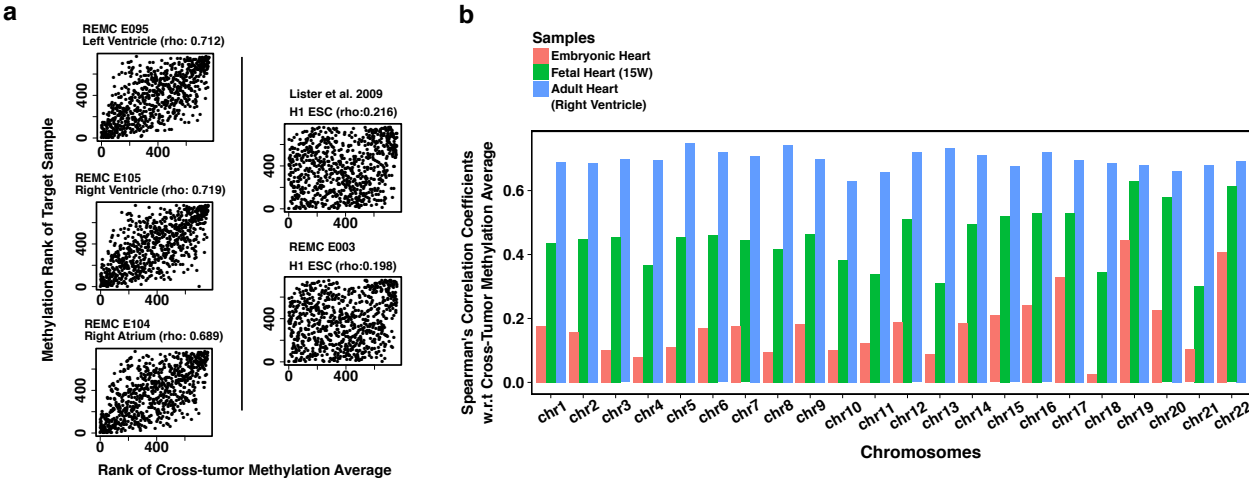 a
REMC E095
Left Ventricle (rho: 0.712)
400
0
0
400
REMC E105
Right Ventricle (rho: 0.719)
400
0
0
400
REMC E104
Right Atrium (rho: 0.689)
400
0
0
400
Lister et al. 2009
H1 ESC (rho:0.216)
400
0
0
400
REMC E003
H1 ESC (rho:0.198)
400
0
0
400
Methylation Rank of Target Sample
Rank of Cross-tumor Methylation Average
b
Samples
Embryonic Heart
Fetal Heart (15W)
Adult Heart
(Right Ventricle)
Spearman's Correlation Coefficients
w.r.t Cross-Tumor Methylation Average
0.6
0.4
0.2
0.0
chr1
chr2
chr3
chr4
chr5
chr6
chr7
chr8
chr9
chr10
chr11
chr12
chr13
chr14
chr15
chr16
chr17
chr18
chr19
chr20
chr21
chr22
Chromosomes